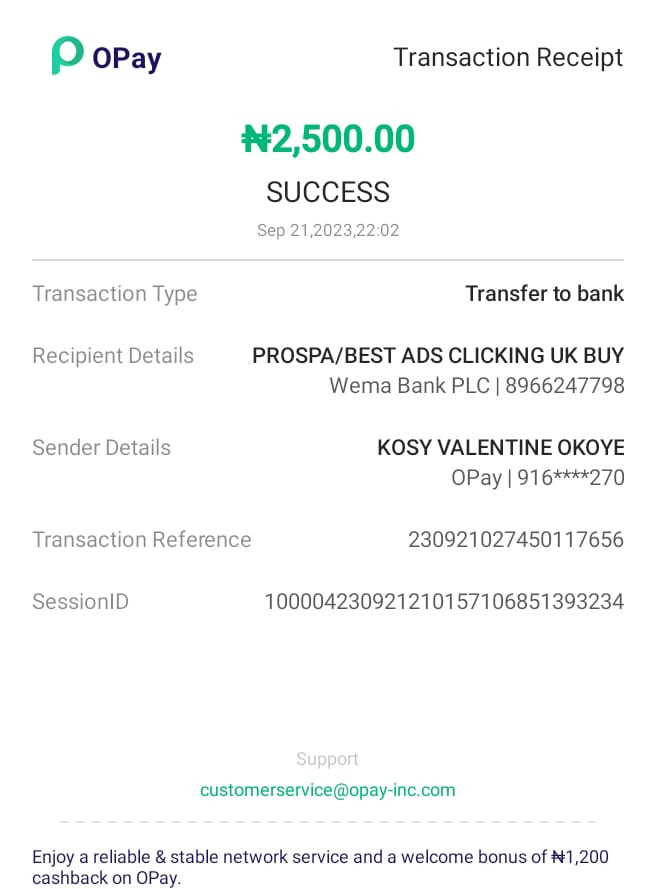 OPay
Transaction Receipt
₦2,500.00
SUCCESS
Sep 21,2023,22:02
Transaction Type
Transfer to bank
Recipient Details
PROSPA/BEST ADS CLICKING UK BUY
Wema Bank PLC | 8966247798
Sender Details
KOSY VALENTINE OKOYE
OPay | 916****270
Transaction Reference
230921027450117656
SessionID
100004230921210157106851393234
Support
customerservice@opay-inc.com
Enjoy a reliable & stable network service and a welcome bonus of ₦1,200
cashback on OPay.